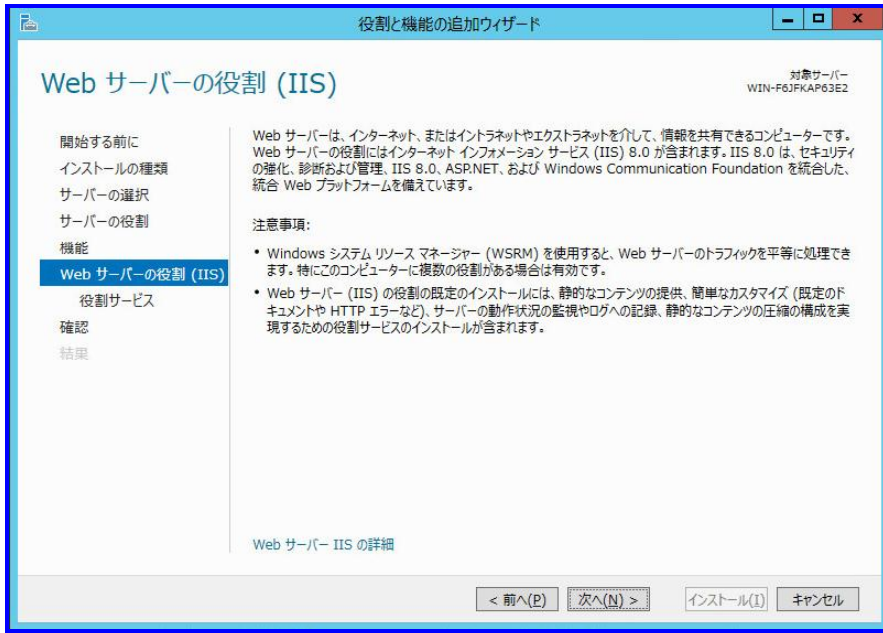 役割と機能の追加ウィザード
Web サーバーの役割 (IIS)
対象サーバー
WIN-F6JFKAP63E2
開始する前に
インストールの種類
サーバーの選択
サーバーの役割
機能
Web サーバーの役割 (IIS)
役割サービス
確認
結果
Web サーバーは、インターネット、またはイントラネットやエクストラネットを介して、情報を共有できるコンピューターです。
Web サーバーの役割にはインターネット インフォメーション サービス (IIS) 8.0 が含まれます。IIS 8.0 は、セキュリティ
の強化、診断および管理、IIS 8.0、ASP.NET、および Windows Communication Foundation を統合した、
統合 Web プラットフォームを備えています。
注意事項:
• Windows システム リソース マネージャー (WSRM) を使用すると、Web サーバーのトラフィックを平等に処理でき
ます。特にこのコンピューターに複数の役割がある場合は有効です。
• Web サーバー (IIS) の役割の既定のインストールには、静的なコンテンツの提供、簡単なカスタマイズ (既定のド
キュメントや HTTP エラーなど)、サーバーの動作状況の監視やログへの記録、静的なコンテンツの圧縮の構成を実
現するための役割サービスのインストールが含まれます。
Web サーバー IIS の詳細
< 前へ(P)
次へ(N) >
インストール(I)
キャンセル